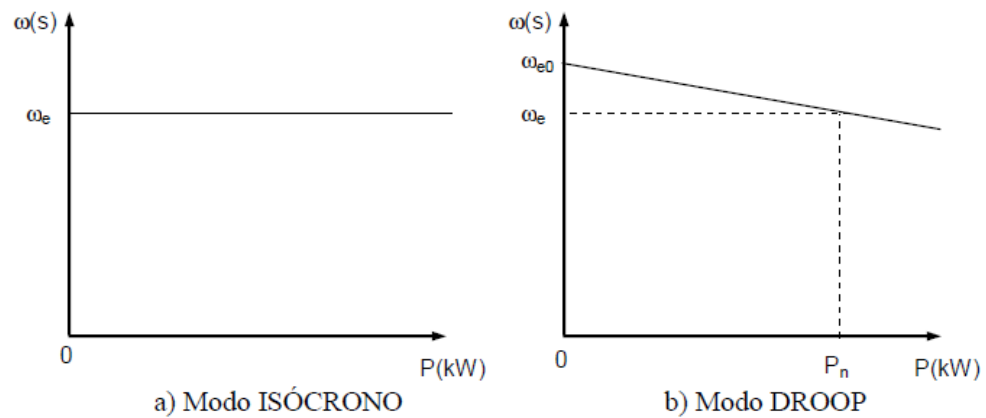 ω(s)
ωe
0
P(kW)
a) Modo ISÓCRONO
ω(s)
ωe0
ωe
0
Pn
P(kW)
b) Modo DROOP